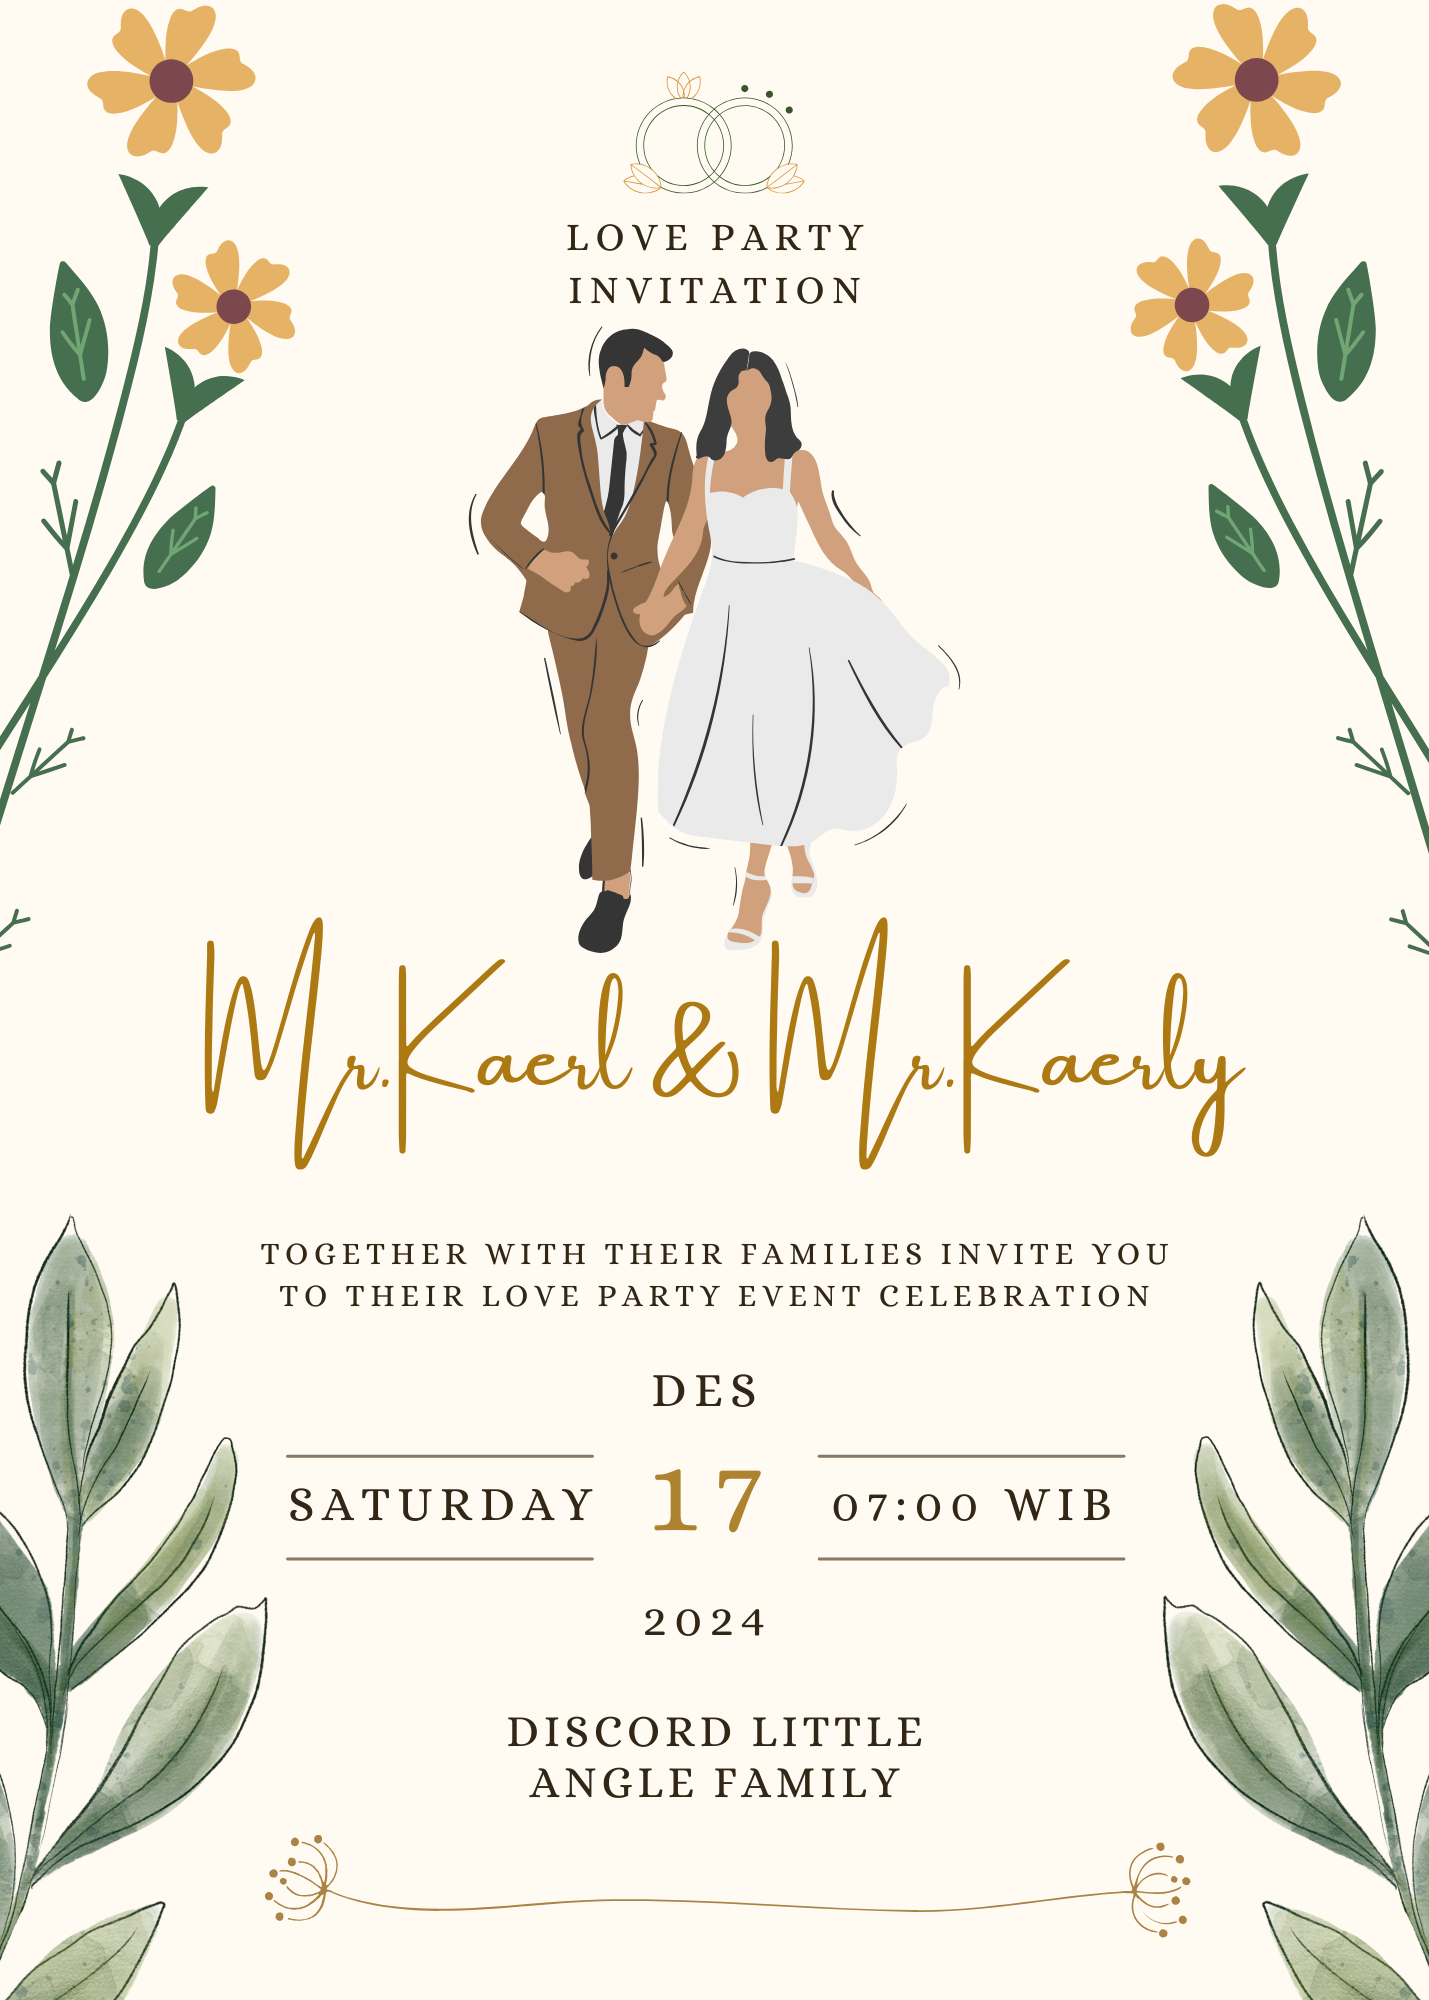 LOVE PARTY
INVITATION
Mr.Kaerl & Mr.Kaerly
TOGETHER WITH THEIR FAMILIES INVITE YOU
TO THEIR LOVE PARTY EVENT CELEBRATION
DES
SATURDAY 17 07:00 WIB
2024
DISCORD LITTLE
ANGLE FAMILY